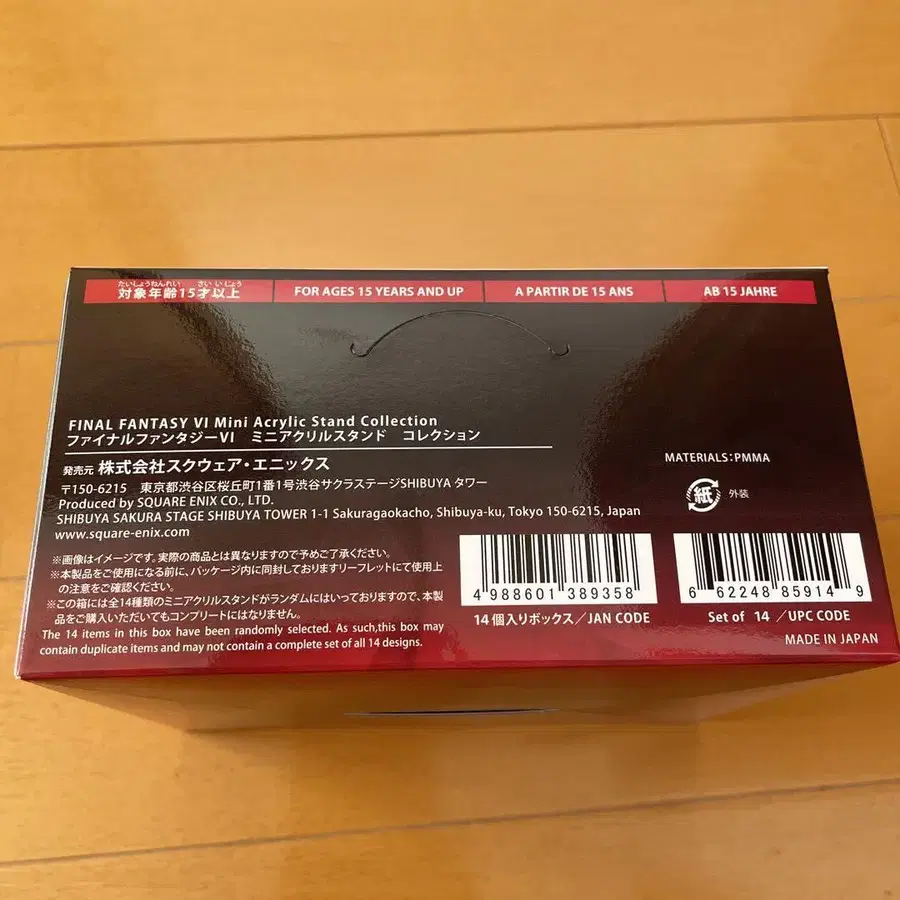 たいしょうねんれい さい いじょう
対象年齢15才以上
FOR AGES 15 YEARS AND UP
A PARTIR DE 15 ANS
AB 15 JAHRE
FINAL FANTASY VI Mini Acrylic Stand Collection
ファイナルファンタジーVI ミニアクリルスタンド コレクション
発売元 株式会社スクウェア・エニックス
〒150-6215 東京都渋谷区桜丘町1番1号渋谷サクラステージSHIBUYA タワー
Produced by SQUARE ENIX CO., LTD.
SHIBUYA SAKURA STAGE SHIBUYA TOWER 1-1 Sakuragaokacho, Shibuya-ku, Tokyo 150-6215, Japan
www.square-enix.com
MATERIALS:PMMA
紙 外装
※画像はイメージです。実際の商品とは異なりますので予めご了承ください。
※本製品をご使用になる前に、パッケージ内に同封しておりますリーフレットにて使用上
の注意をご確認ください。
※この箱には全14種類のミニアクリルスタンドがランダムにはいっておりますので、本製
品をご購入いただいてもコンプリートにはなりません。
The 14 items in this box have been randomly selected. As such,this box may
contain duplicate items and may not contain a complete set of all 14 designs.
4 988601 389358
14個入りボックス/JAN CODE
6 62248 85914 9
Set of 14 /UPC CODE
MADE IN JAPAN